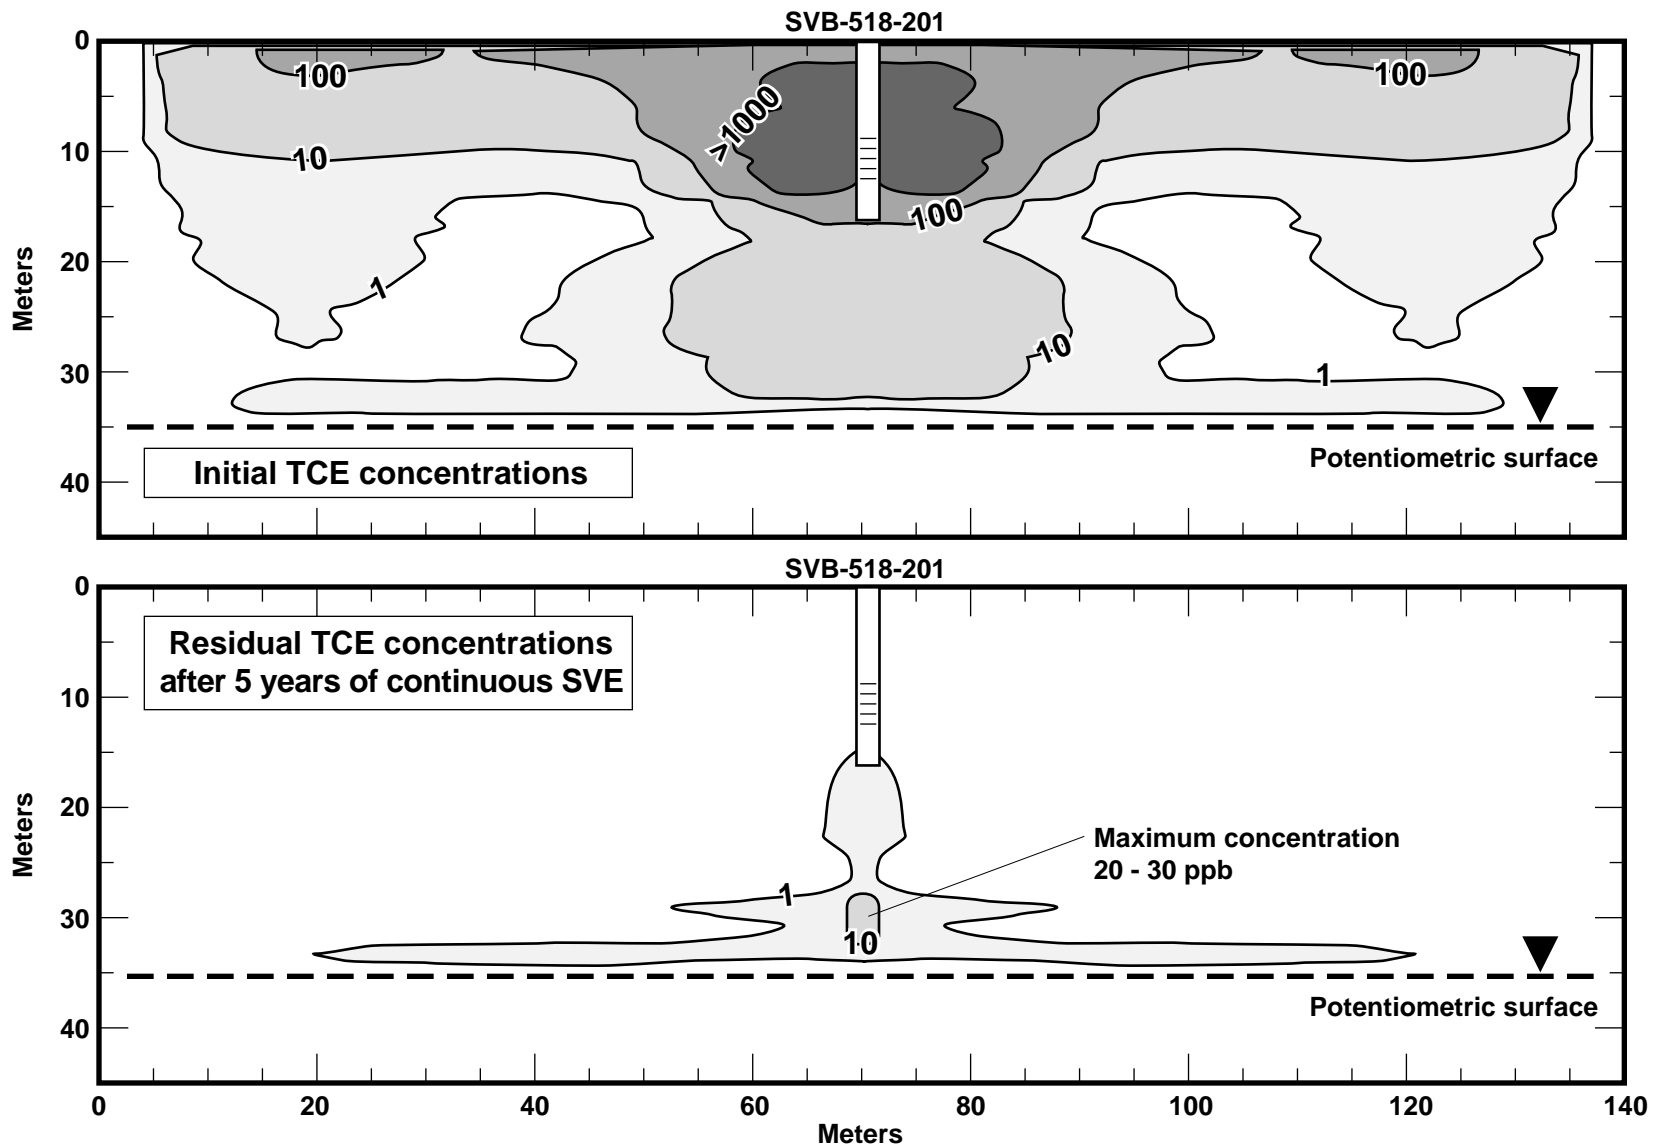 SVB-518-201
0
10
20
30
40
Meters
100
>1000
100
10
100
1
10
1
Potentiometric surface
Initial TCE concentrations
SVB-518-201
0
10
20
30
40
Meters
Residual TCE concentrations
after 5 years of continuous SVE
Maximum concentration
20 - 30 ppb
1
10
Potentiometric surface
0
20
40
60
80
100
120
140
Meters